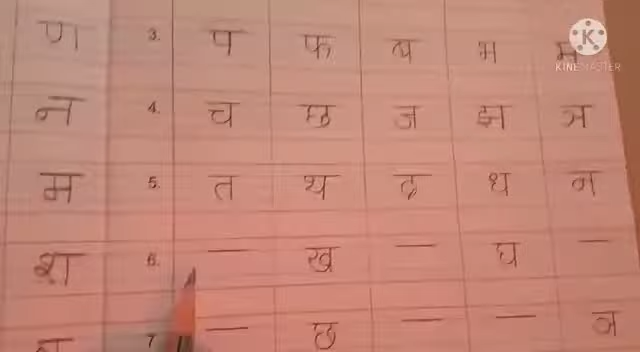 ण 3. प फ ब भ म
KINEMASTER
न 4. च छ ज झ ञ
म 5. त थ द ध न
श 6. — ख — घ —
7. — छ — — ञ